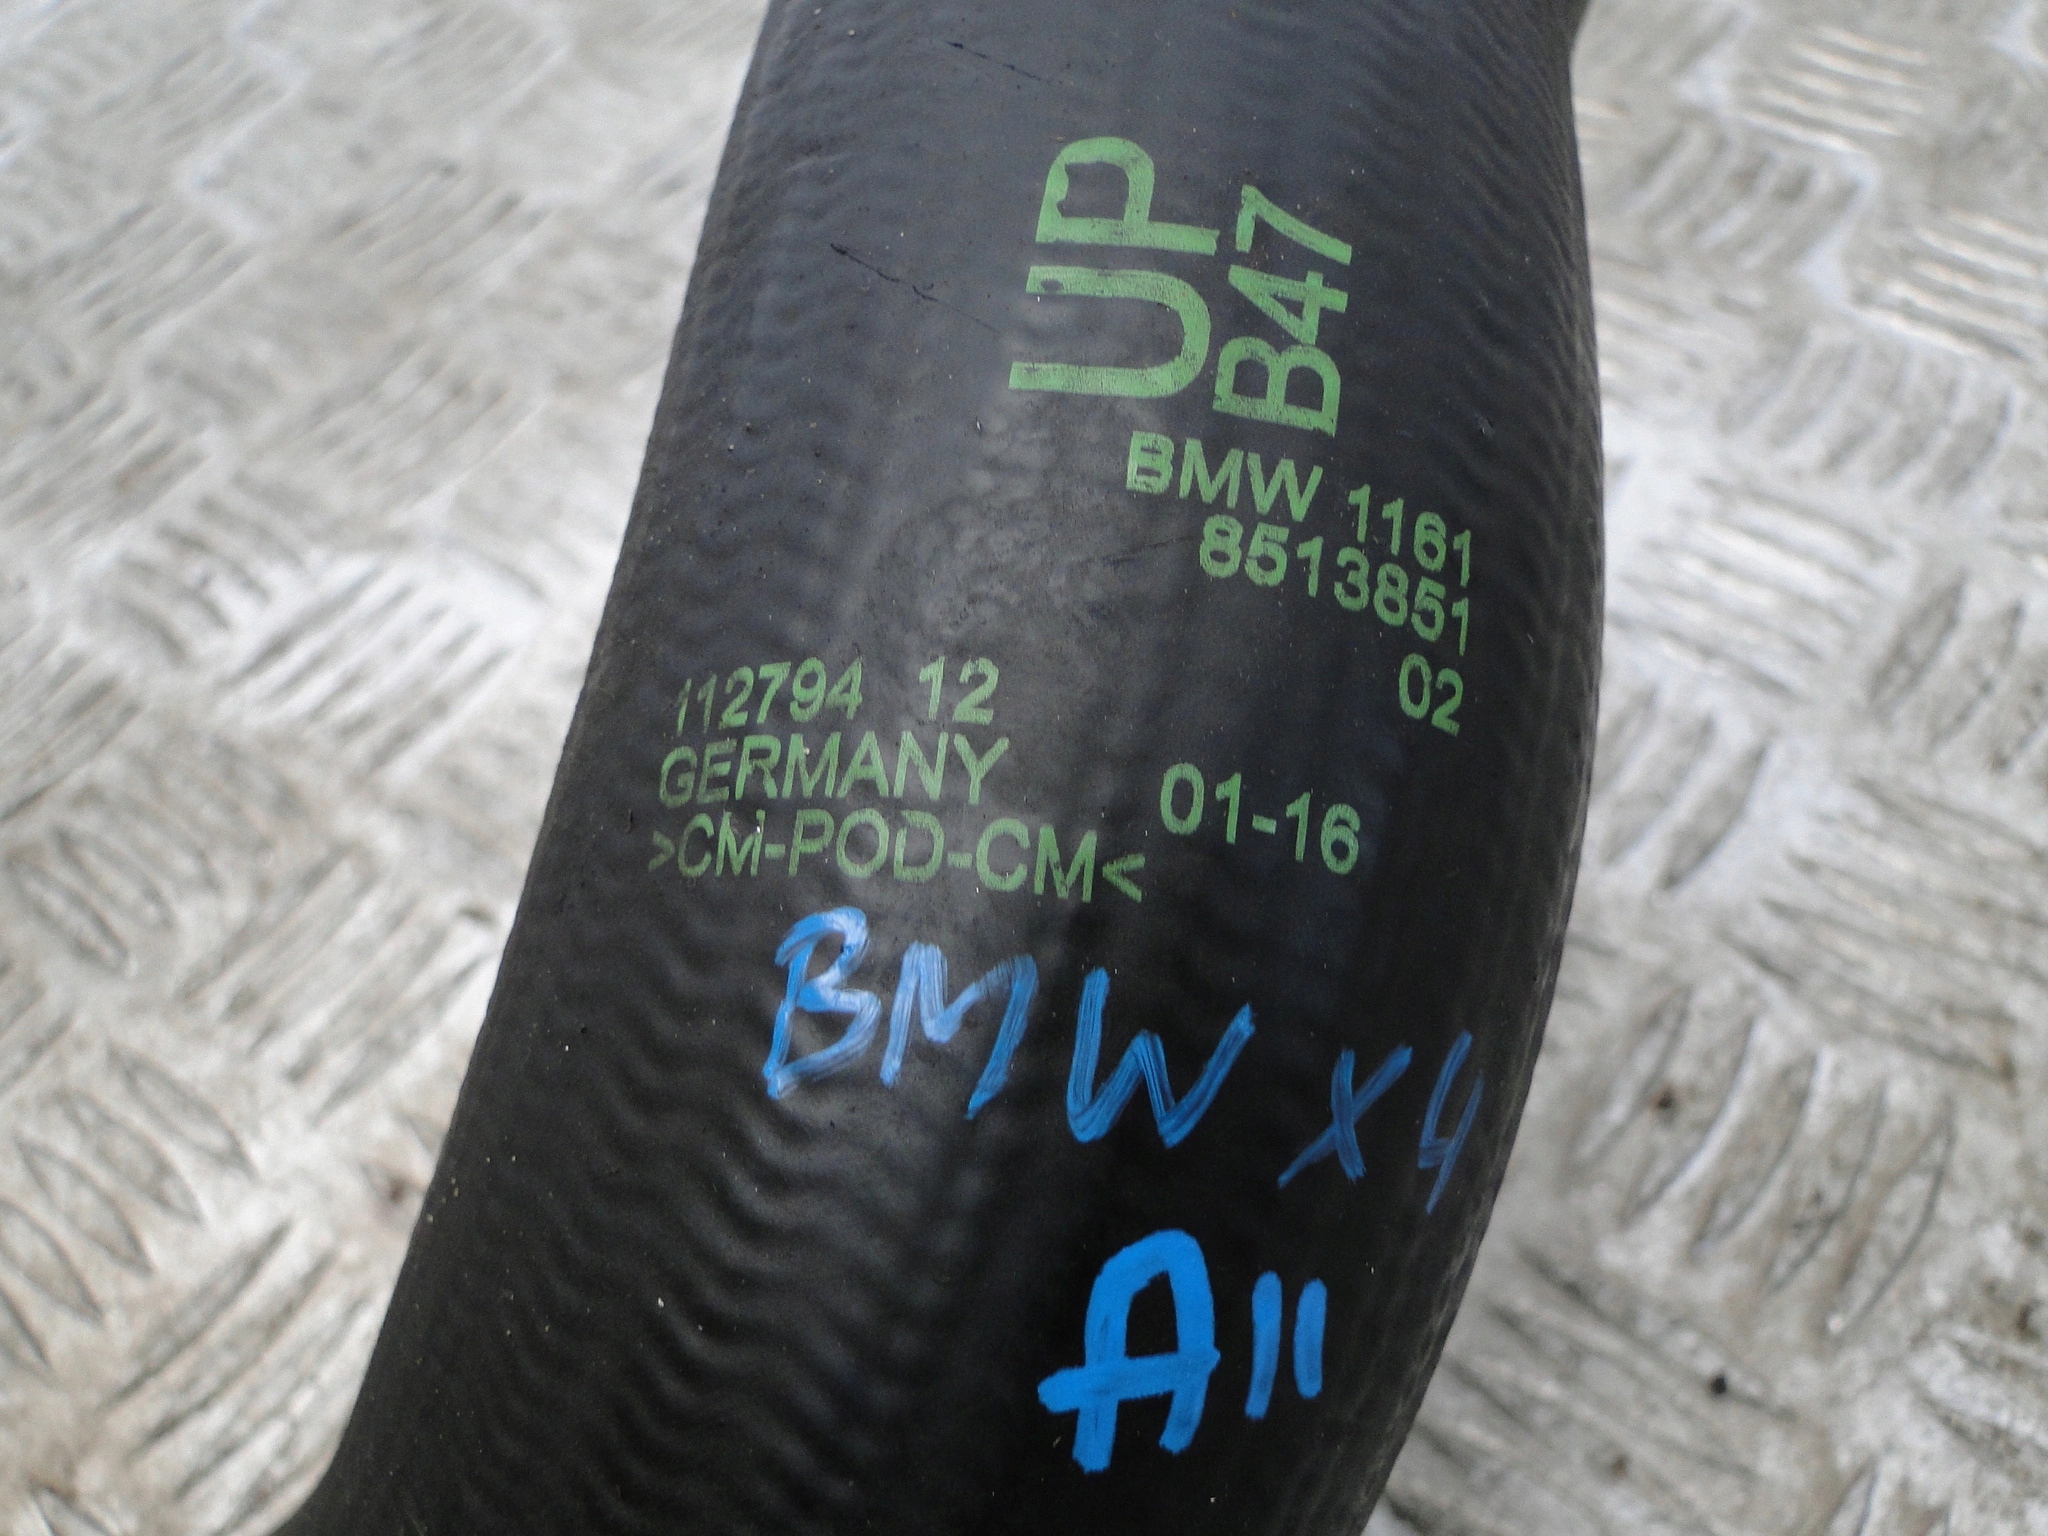 UP
B47
BMW 1161
8513851
02
112794 12
GERMANY
01-16
>CM-POD-CM<
BMW X4
A11